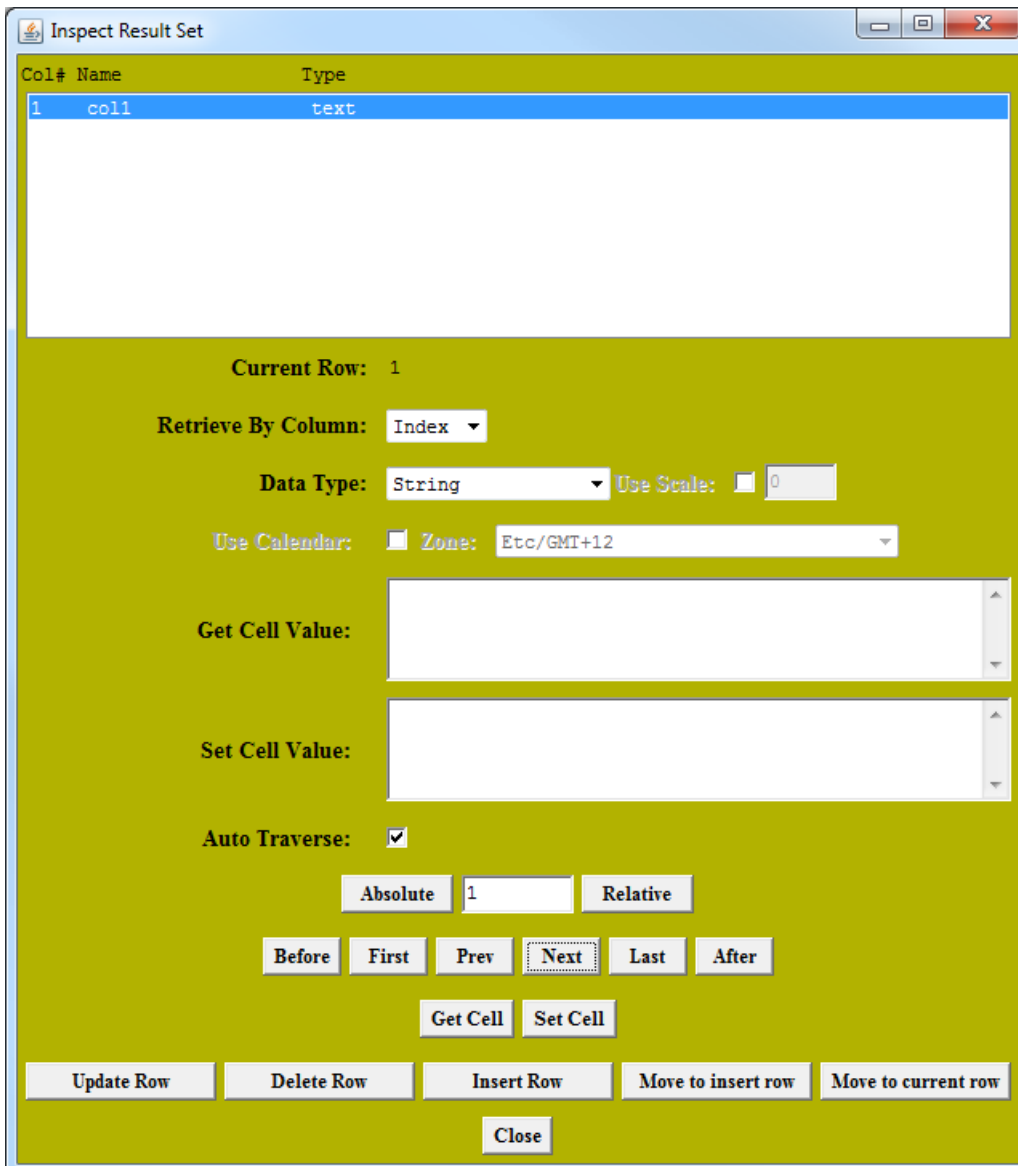 Inspect Result Set
Col# Name Type
1 col1 text
Current Row: 1
Retrieve By Column: Index
Data Type: String Use Scale: 0
Use Calendar: Zone: Etc/GMT+12
Get Cell Value:
Set Cell Value:
Auto Traverse:
Absolute 1 Relative
Before First Prev Next Last After
Get Cell Set Cell
Update Row Delete Row Insert Row Move to insert row Move to current row
Close